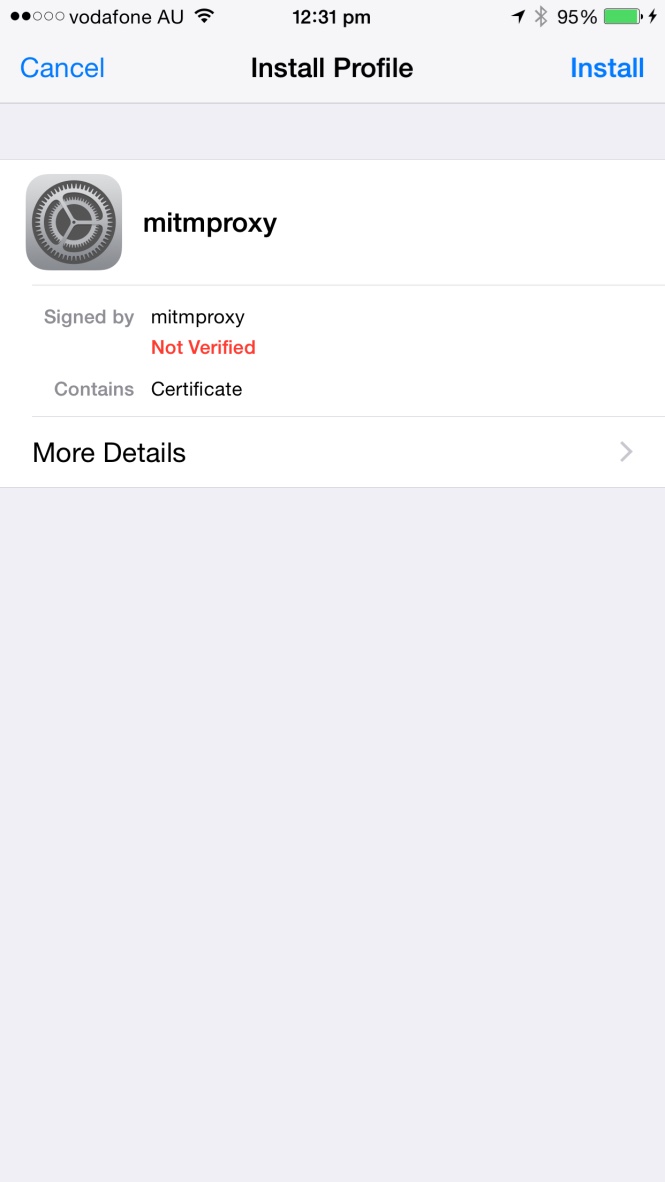 vodafone AU 12:31 pm 95%
Cancel Install Profile Install
mitmproxy
Signed by mitmproxy
Not Verified
Contains Certificate
More Details